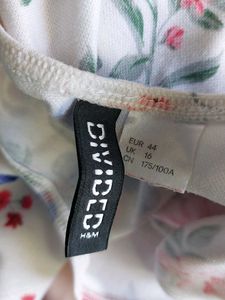 DIVIDED
H&M
EUR 44
UK 16
CN 175/100A